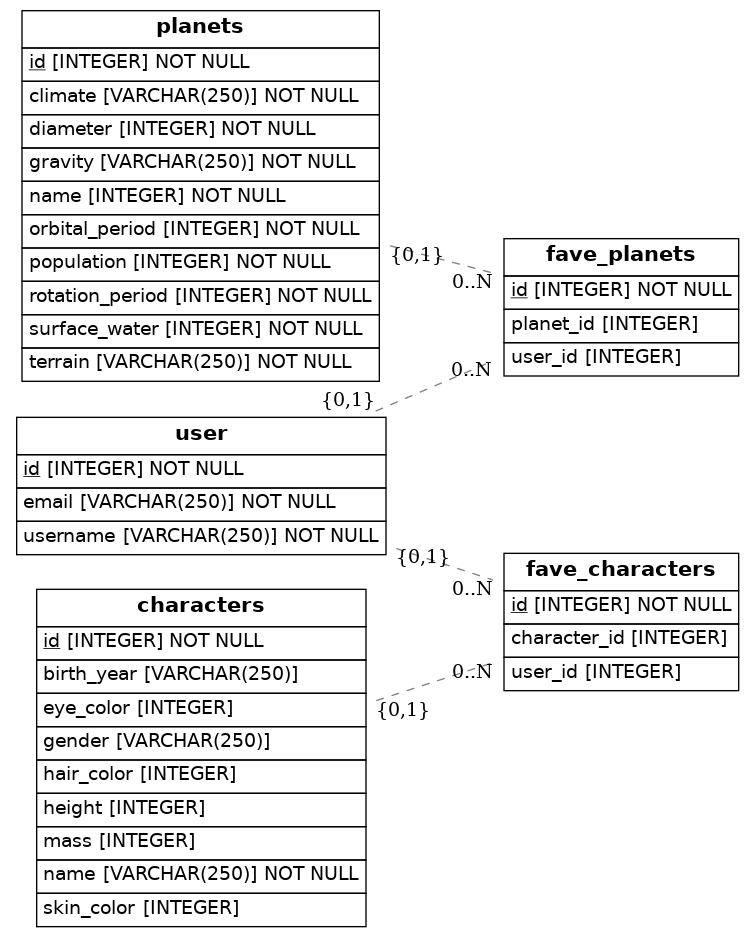 planets
id [INTEGER] NOT NULL
climate [VARCHAR(250)] NOT NULL
diameter [INTEGER] NOT NULL
gravity [VARCHAR(250)] NOT NULL
name [INTEGER] NOT NULL
orbital_period [INTEGER] NOT NULL
population [INTEGER] NOT NULL
rotation_period [INTEGER] NOT NULL
surface_water [INTEGER] NOT NULL
terrain [VARCHAR(250)] NOT NULL
{0,1}
0..N
fave_planets
id [INTEGER] NOT NULL
planet_id [INTEGER]
user_id [INTEGER]
0..N
{0,1}
user
id [INTEGER] NOT NULL
email [VARCHAR(250)] NOT NULL
username [VARCHAR(250)] NOT NULL
{0,1}
0..N
fave_characters
id [INTEGER] NOT NULL
character_id [INTEGER]
user_id [INTEGER]
0..N
{0,1}
characters
id [INTEGER] NOT NULL
birth_year [VARCHAR(250)]
eye_color [INTEGER]
gender [VARCHAR(250)]
hair_color [INTEGER]
height [INTEGER]
mass [INTEGER]
name [VARCHAR(250)] NOT NULL
skin_color [INTEGER]